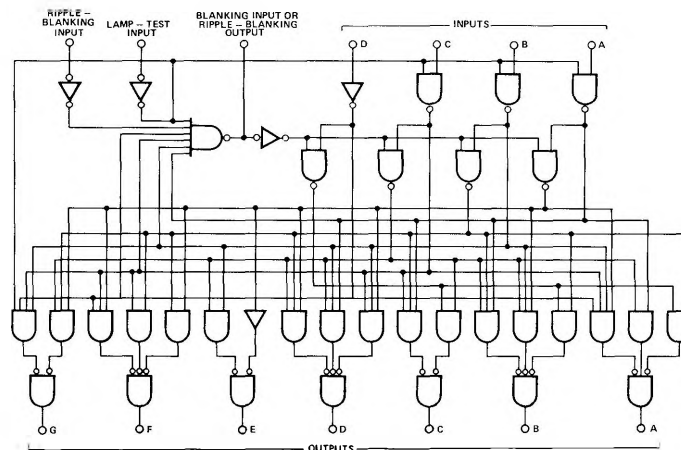 RIPPLE – BLANKING INPUT
LAMP – TEST INPUT
BLANKING INPUT OR RIPPLE – BLANKING OUTPUT
INPUTS
D
C
B
A
G
F
E
D
C
B
A
OUTPUTS